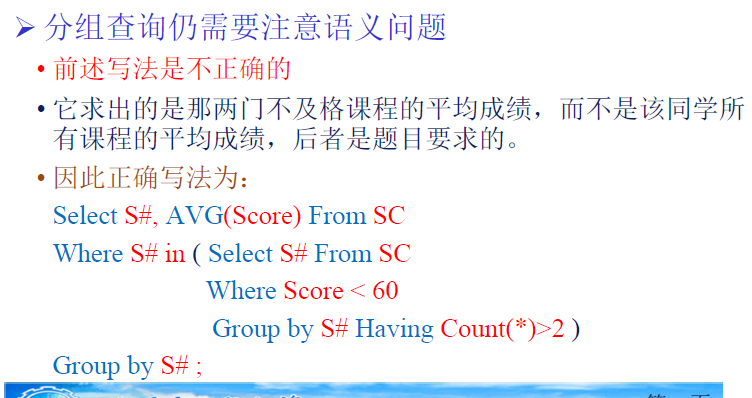 ➢ 分组查询仍需要注意语义问题
• 前述写法是不正确的
• 它求出的是那两门不及格课程的平均成绩，而不是该同学所
有课程的平均成绩，后者是题目要求的。
• 因此正确写法为：
Select S#, AVG(Score) From SC
Where S# in ( Select S# From SC
Where Score < 60
Group by S# Having Count(*)>2 )
Group by S# ;